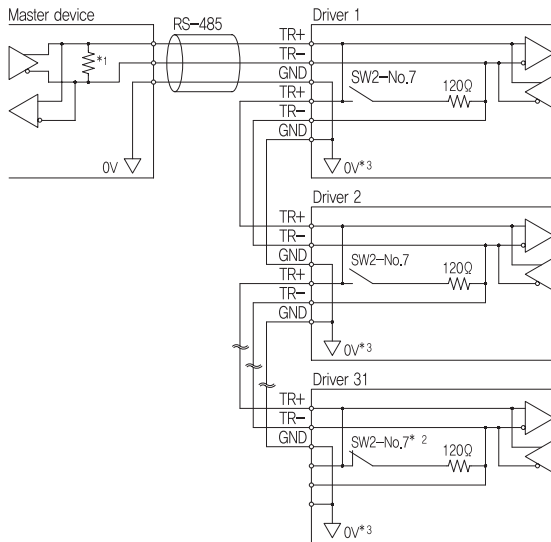 Master device
RS-485
Driver 1
*1
0V
TR+
TR-
GND
TR+
TR-
GND
SW2-No.7
120Ω
0V*3
Driver 2
TR+
TR-
GND
TR+
TR-
GND
SW2-No.7
120Ω
0V*3
Driver 31
TR+
TR-
GND
SW2-No.7*2
120Ω
0V*3